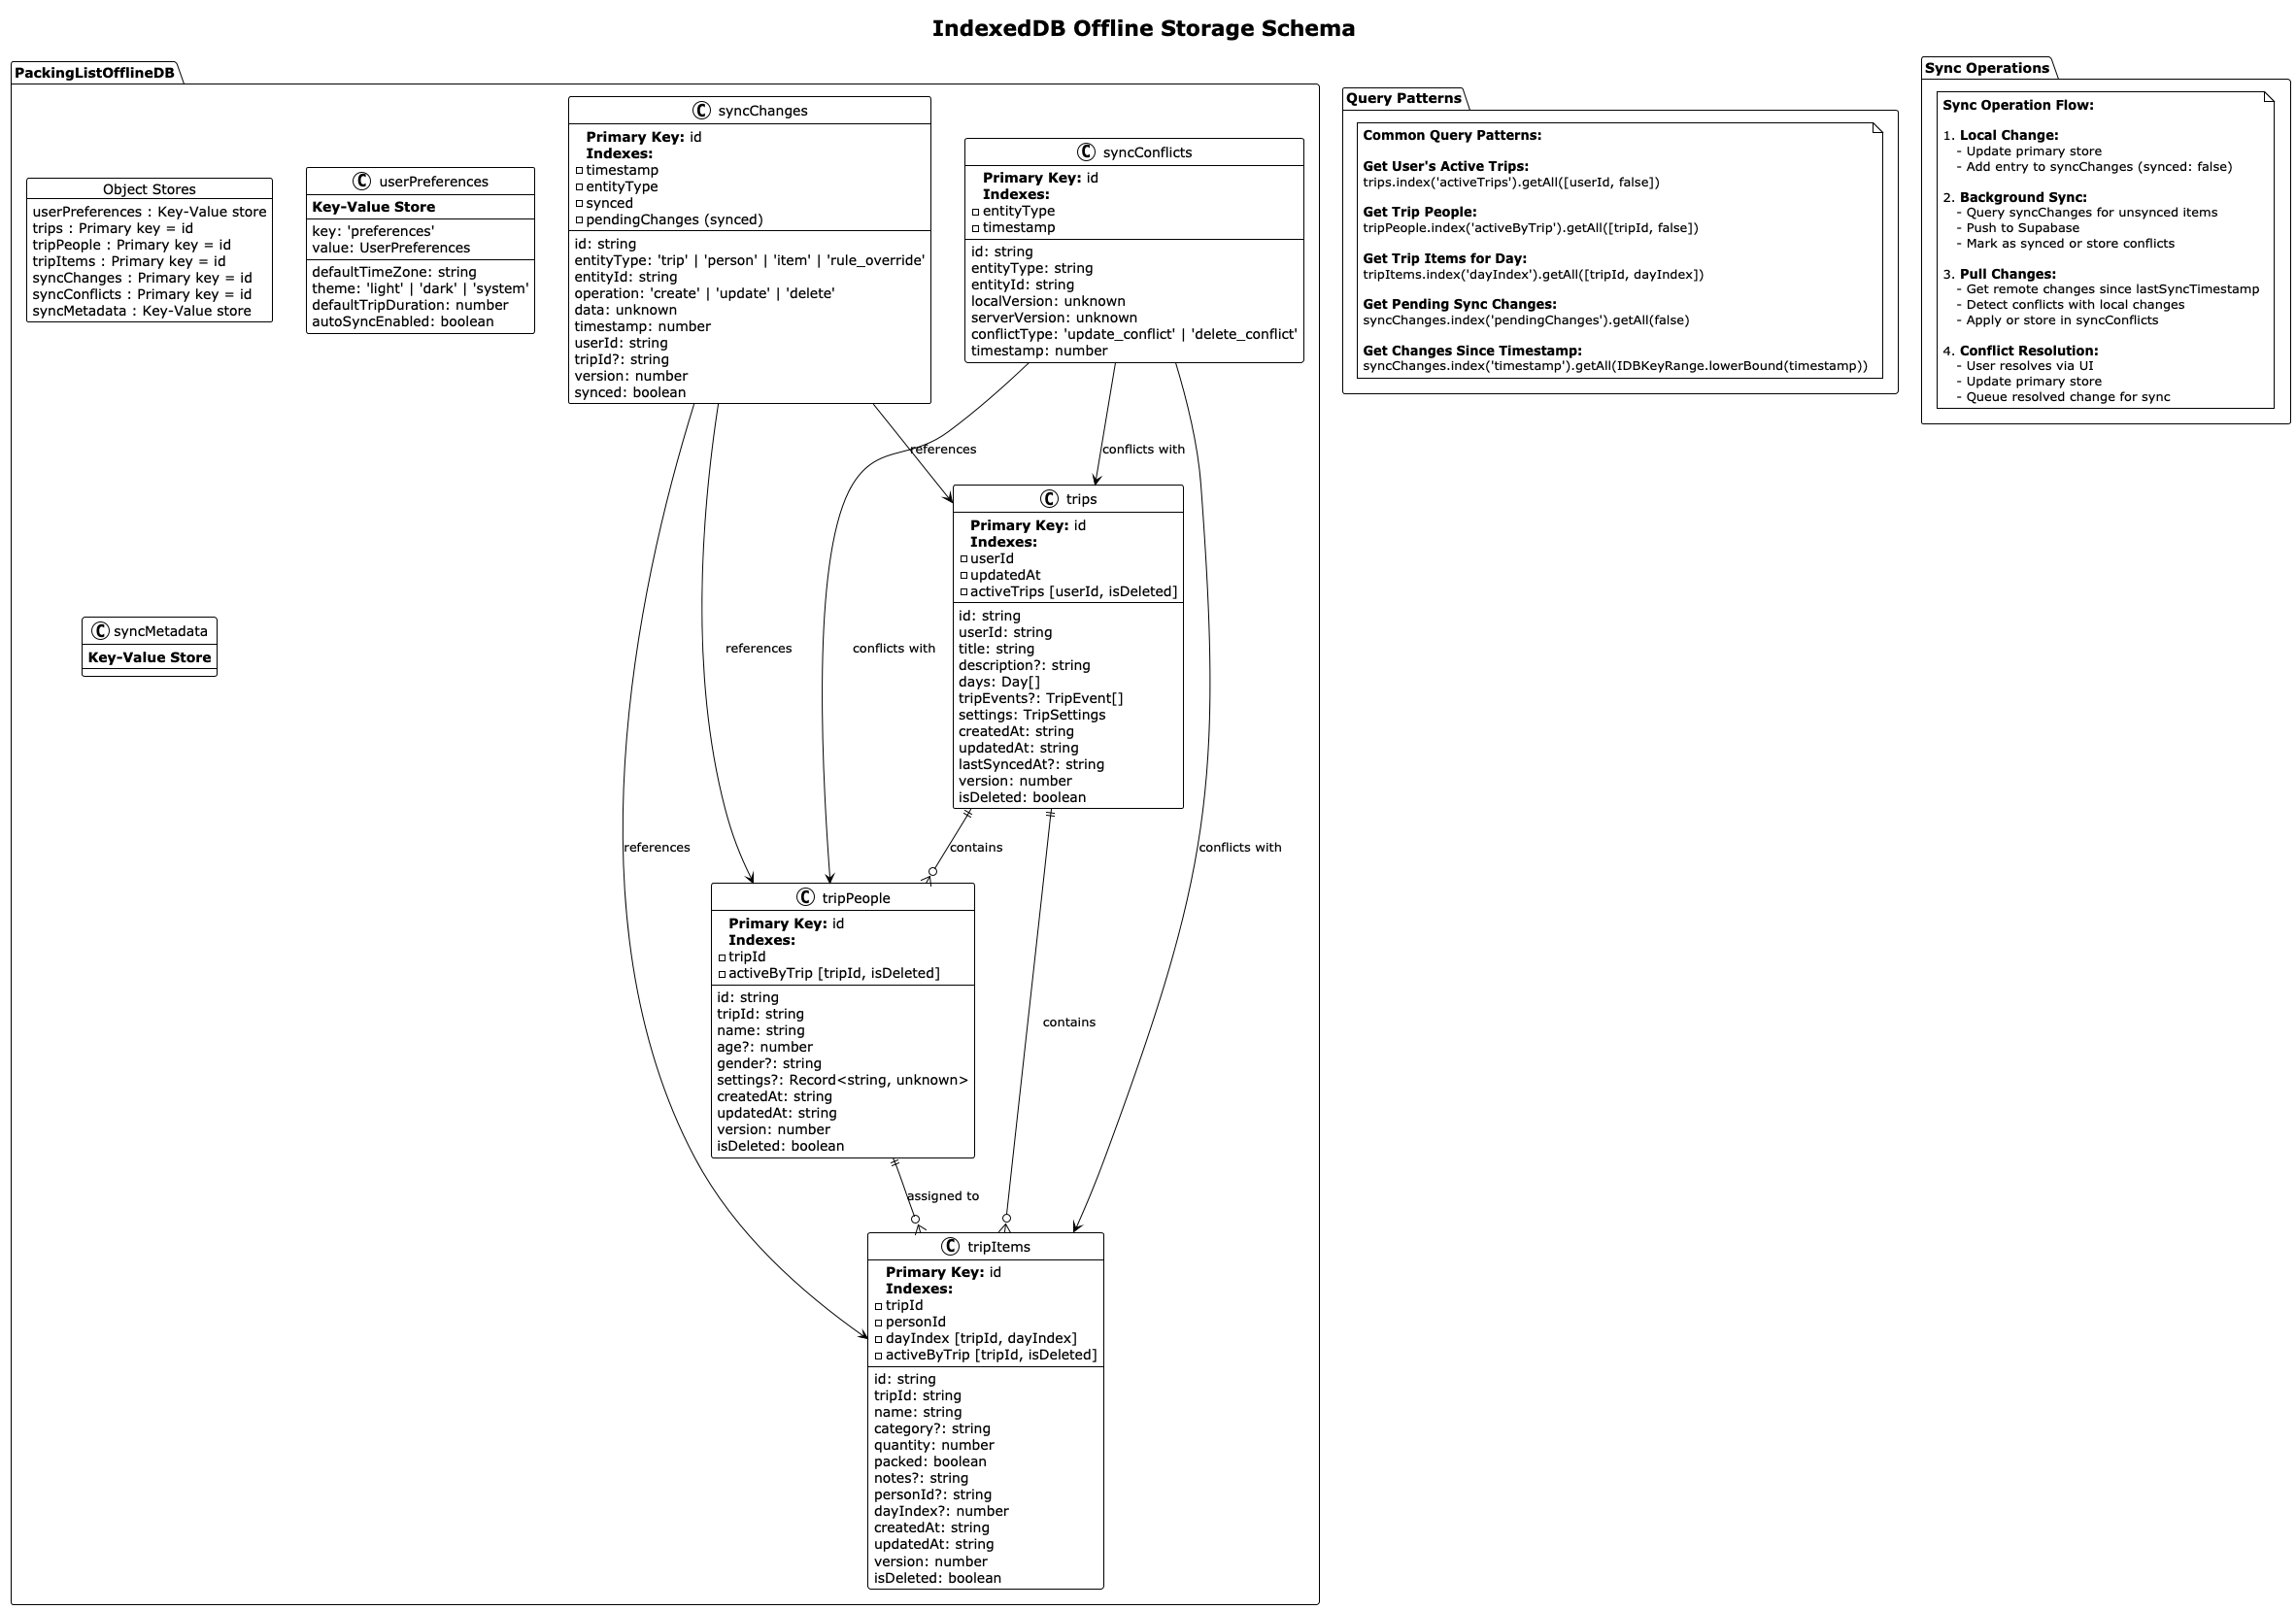 IndexedDB Offline Storage Schema
PackingListOfflineDB
Object Stores
userPreferences : Key-Value store
trips : Primary key = id
tripPeople : Primary key = id
tripItems : Primary key = id
syncChanges : Primary key = id
syncConflicts : Primary key = id
syncMetadata : Key-Value store
C userPreferences
Key-Value Store
key: 'preferences'
value: UserPreferences
defaultTimeZone: string
theme: 'light' | 'dark' | 'system'
defaultTripDuration: number
autoSyncEnabled: boolean
C syncChanges
Primary Key: id
Indexes:
timestamp
entityType
synced
pendingChanges (synced)
id: string
entityType: 'trip' | 'person' | 'item' | 'rule_override'
entityId: string
operation: 'create' | 'update' | 'delete'
data: unknown
timestamp: number
userId: string
tripId?: string
version: number
synced: boolean
C syncConflicts
Primary Key: id
Indexes:
entityType
timestamp
id: string
entityType: string
entityId: string
localVersion: unknown
serverVersion: unknown
conflictType: 'update_conflict' | 'delete_conflict'
timestamp: number
Query Patterns
Common Query Patterns:
Get User's Active Trips:
trips.index('activeTrips').getAll([userId, false])
Get Trip People:
tripPeople.index('activeByTrip').getAll([tripId, false])
Get Trip Items for Day:
tripItems.index('dayIndex').getAll([tripId, dayIndex])
Get Pending Sync Changes:
syncChanges.index('pendingChanges').getAll(false)
Get Changes Since Timestamp:
syncChanges.index('timestamp').getAll(IDBKeyRange.lowerBound(timestamp))
Sync Operations
Sync Operation Flow:
1. Local Change:
- Update primary store
- Add entry to syncChanges (synced: false)
2. Background Sync:
- Query syncChanges for unsynced items
- Push to Supabase
- Mark as synced or store conflicts
3. Pull Changes:
- Get remote changes since lastSyncTimestamp
- Detect conflicts with local changes
- Apply or store in syncConflicts
4. Conflict Resolution:
- User resolves via UI
- Update primary store
- Queue resolved change for sync
references
conflicts with
C trips
Primary Key: id
Indexes:
userId
updatedAt
activeTrips [userId, isDeleted]
id: string
userId: string
title: string
description?: string
days: Day[]
tripEvents?: TripEvent[]
settings: TripSettings
createdAt: string
updatedAt: string
lastSyncedAt?: string
version: number
isDeleted: boolean
C syncMetadata
Key-Value Store
references
conflicts with
references
contains
conflicts with
C tripPeople
Primary Key: id
Indexes:
tripId
activeByTrip [tripId, isDeleted]
id: string
tripId: string
name: string
age?: number
gender?: string
settings?: Record<string, unknown>
createdAt: string
updatedAt: string
version: number
isDeleted: boolean
contains
assigned to
C tripItems
Primary Key: id
Indexes:
tripId
personId
dayIndex [tripId, dayIndex]
activeByTrip [tripId, isDeleted]
id: string
tripId: string
name: string
category?: string
quantity: number
packed: boolean
notes?: string
personId?: string
dayIndex?: number
createdAt: string
updatedAt: string
version: number
isDeleted: boolean